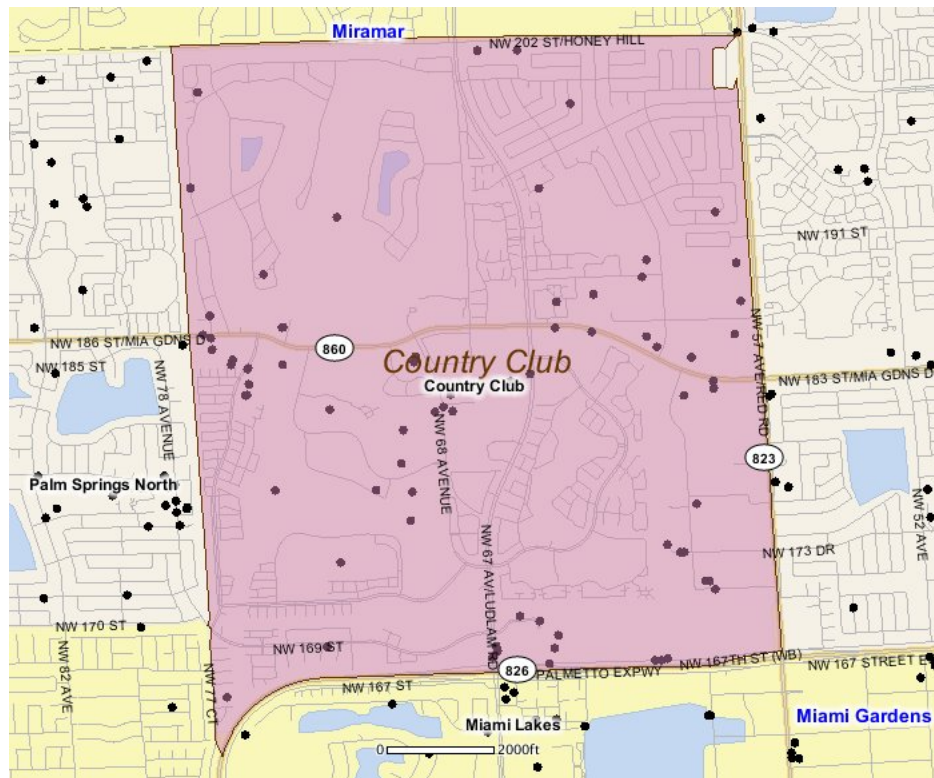 Miramar
NW 202 ST/HONEY HILL
NW 191 ST
NW 57 AVE/RED RD
NW 186 ST/MIA GDNS D
860
Country Club
Country Club
NW 185 ST
NW 78 AVENUE
NW 183 ST/MIA GDNS D
NW 68 AVENUE
823
Palm Springs North
NW 52 AVE
NW 173 DR
NW 67 AV/LUDLAM RD
NW 170 ST
NW 169 ST
NW 82 AVE
NW 77 CT
826
PALMETTO EXPWY
NW 167TH ST (WB)
NW 167 STREET E
NW 167 ST
Miami Lakes
Miami Gardens
0 2000ft